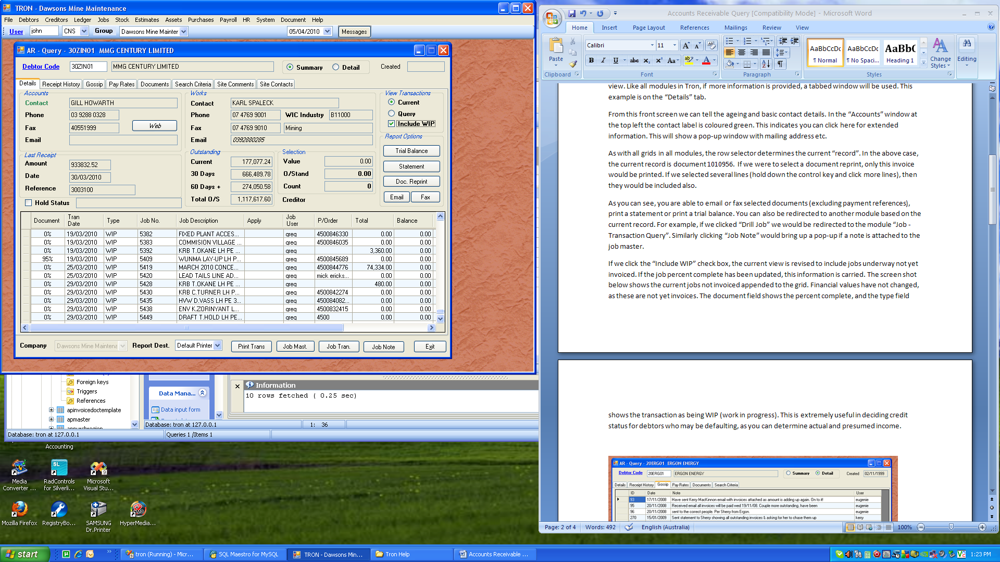 TRON - Dawsons Mine Maintenance
File Debtors Creditors Ledger Jobs Stock Estimates Assets Purchases Payroll HR System Document Help
User john CNS Group Dawsons Mine Mainter 05/04/2010 Messages
AR - Query - 30ZIN01 MMG CENTURY LIMITED
Debtor Code 30ZIN01 MMG CENTURY LIMITED Summary Detail Created
Details Receipt History Gossip Pay Rates Documents Search Criteria Site Comments Site Contacts
Accounts
Contact GILL HOWARTH
Phone 03 9288 0328
Fax 40551999 Web
Email
Works
Contact KARL SPALECK
Phone 07 4769 9001 WIC Industry B11000
Fax 07 4769 9010 Mining
Email 0392880285
View Transactions
Current
Query
Include WIP
Last Receipt
Amount 933832.52
Date 30/03/2010
Reference 3003100
Hold Status
Outstanding
Current 177,077.24
30 Days 666,489.78
60 Days + 274,050.58
Total O/S 1,117,617.60
Selection
Value 0.00
O/Stand 0.00
Count 0
Creditor
Report Options
Trial Balance
Statement
Doc. Reprint
Email Fax
Document Tran Date Type Job No. Job Description Apply Job User P/Order Total Balance
0% 19/03/2010 WIP 5382 FIXED PLANT ACCES... greg 4500846330 0.00 0.00
0% 19/03/2010 WIP 5383 COMMISION VILLAGE ... greg 4500846035 0.00 0.00
0% 19/03/2010 WIP 5392 KRB T.OKANE LH PE ... greg 3,360.00 0.00
95% 19/03/2010 WIP 5409 WUNMA LAY-UP LH P... greg 4500845689 0.00 0.00
0% 25/03/2010 WIP 5419 MARCH 2010 CONCE... greg 4500844776 74,334.00 0.00
0% 25/03/2010 WIP 5420 LEAD TAILS LINE AD... greg mick ericks... 0.00 0.00
0% 29/03/2010 WIP 5428 KRB T.OKANE LH PE ... greg 480.00 0.00
0% 29/03/2010 WIP 5430 KRB C.TURNER LH P... greg 4500842274 0.00 0.00
0% 29/03/2010 WIP 5435 HVW D.VASS LH PE 3... greg 450084082... 0.00 0.00
0% 29/03/2010 WIP 5438 ENV K.ZORINYANT L... greg 4500832415 0.00 0.00
0% 29/03/2010 WIP 5449 DRAFT T.HOLD LH PE... greg 4500 0.00 0.00
Company Dawsons Mine Maintena Report Dest. Default Printer Print Trans Job Mast. Job Tran. Job Note Exit
Foreign keys
Triggers
References
apinvoicedoctemplate
apmaster
Data Mana...
Data input form
Information
10 rows fetched ( 0.25 sec)
Database: tron at 127.0.0.1 1: 36
Database: tron at 127.0.0.1 Queries 1 /Items 1
Accounting
Media Converter ...
RadControls for Silverli...
Microsoft Visual Stu...
Mozilla Firefox
RegistryBo...
SAMSUNG Dr.Printer
HyperMedia...
Accounts Receivable Query [Compatibility Mode] - Microsoft Word
Home Insert Page Layout References Mailings Review View
Paste
Clipboard
Calibri 11
Font
Paragraph
AaBbCcDc AaBbCcDc AaBbC
¶ Normal ¶ No Spaci... Heading 1
Change Styles
Styles
Editing
view. Like all modules in Tron, if more information is provided, a tabbed window will be used. This
example is on the “Details” tab.
From this front screen we can tell the ageing and basic contact details. In the “Accounts” window at
the top left the contact label is coloured green. This indicates you can click here for extended
information. This will show a pop-up window with mailing address etc.
As with all grids in all modules, the row selector determines the current “record”. In the above case,
the current record is document 1010956. If we were to select a document reprint, only this invoice
would be printed. If we selected several lines (hold down the control key and click more lines), then
they would be included also.
As you can see, you are able to email or fax selected documents (excluding payment references),
print a statement or print a trial balance. You can also be redirected to another module based on the
current record. For example, if we clicked “Drill Job” we would be redirected to the module “Job -
Transaction Query”. Similarly clicking “Job Note” would bring up a pop-up if a note is attached to the
job master.
If we click the “Include WIP” check box, the current view is revised to include jobs underway not yet
invoiced. If the job percent complete has been updated, this information is carried. The screen shot
below shows the current jobs not invoiced appended to the grid. Financial values have not changed,
as these are not yet invoices. The document field shows the percent complete, and the type field
shows the transaction as being WIP (work in progress). This is extremely useful in deciding credit
status for debtors who may be defaulting, as you can determine actual and presumed income.
AR - Query - 20ERG01 ERGON ENERGY
Debtor Code 20ERG01 ERGON ENERGY Summary Detail Created 02/11/1999
Details Receipt History Gossip Pay Rates Documents Search Criteria
ID Date Note User
93 17/11/2008 Have sent Kerry MacKinnon email with invoices attached as amount is adding up again. On to it! eugenie
95 20/11/2008 Received email all invoices will be paid wed 19/11/08. Couple more outstanding, have been eugenie
96 20/11/2008 sent to the correct people. Per Sherry from Ergon. eugenie
270 15/01/2009 Sent statement to Sherry showing all outstanding invoices & asking for her to chase them up kerry
Page: 2 of 4 Words: 492 English (Australia) 100%
start tron (Running) - Micr... SQL Maestro for MySQL TRON - Dawsons Min... Tron Help Accounts Receivable ... 1:23 PM